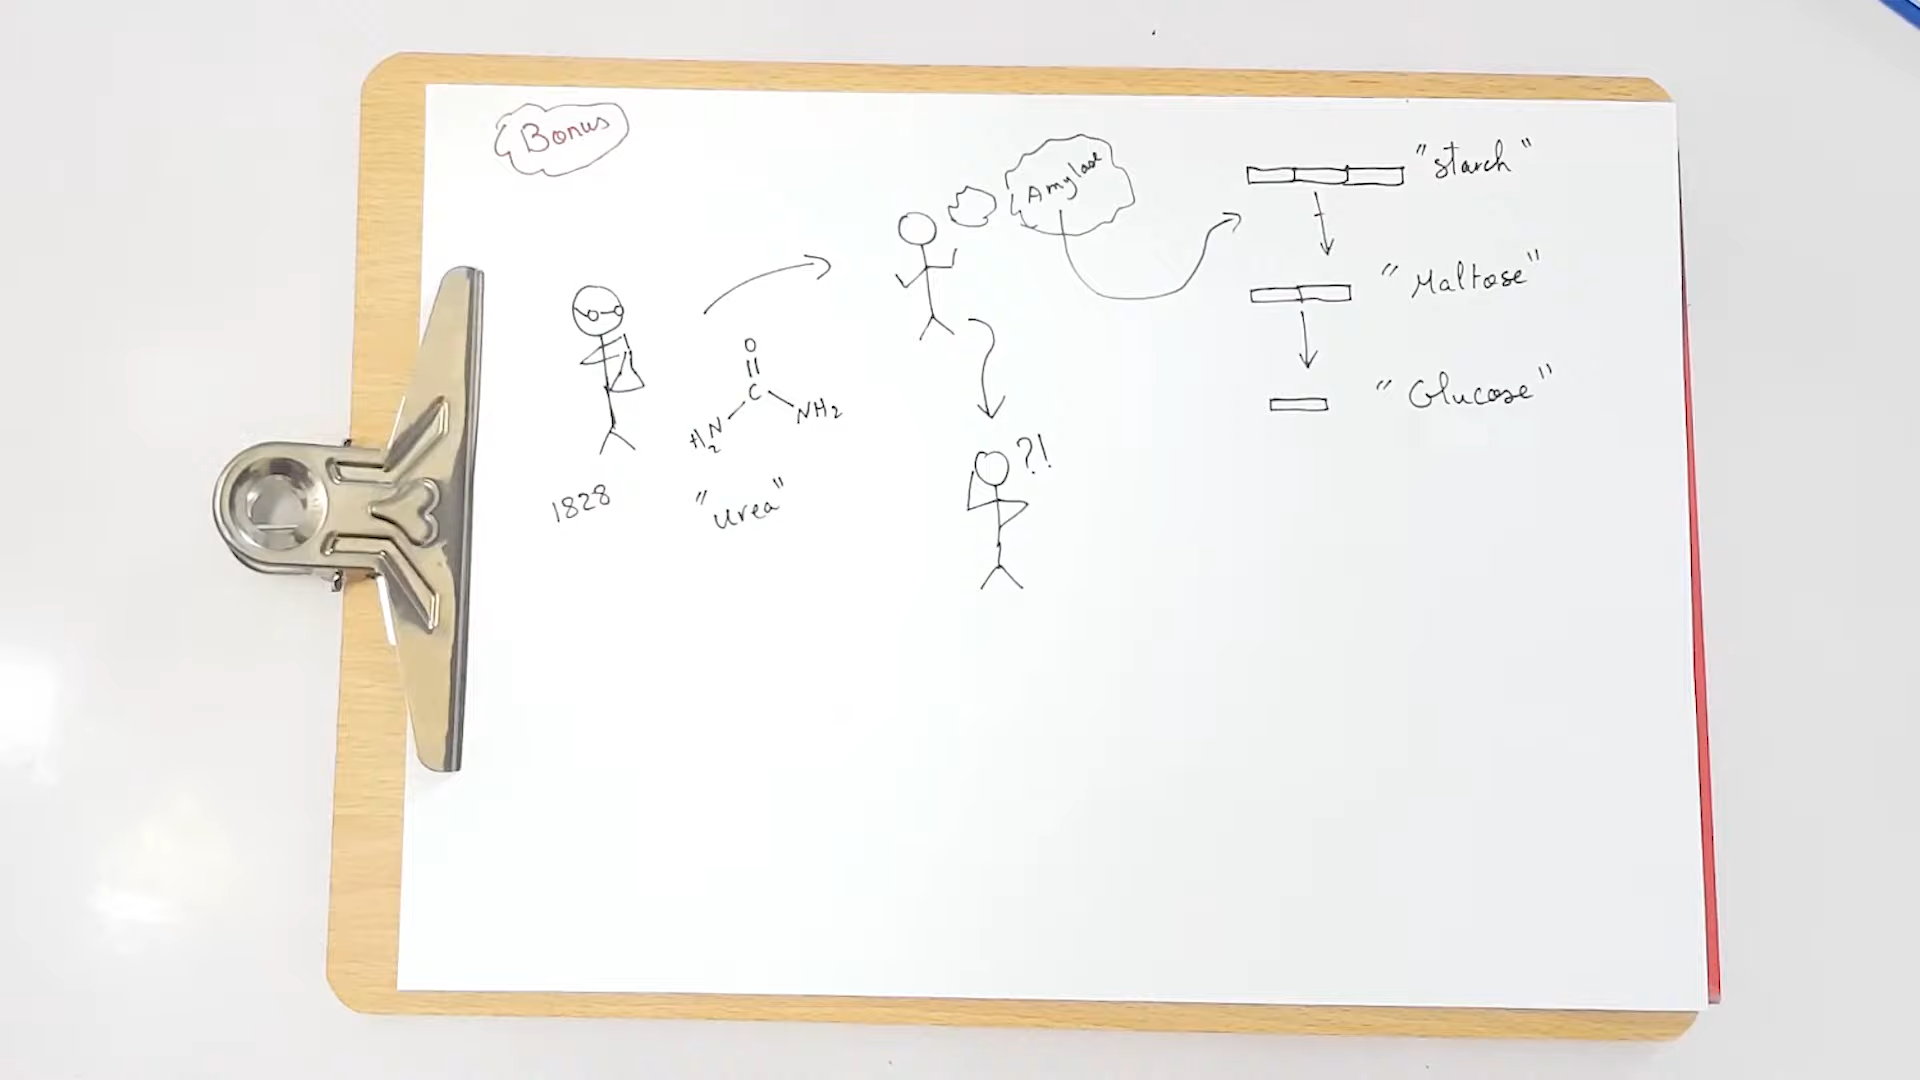 Bonus
Amylase
"starch"
"Maltose"
"Glucose"
O
C
H2N
NH2
?!
1828
"urea"